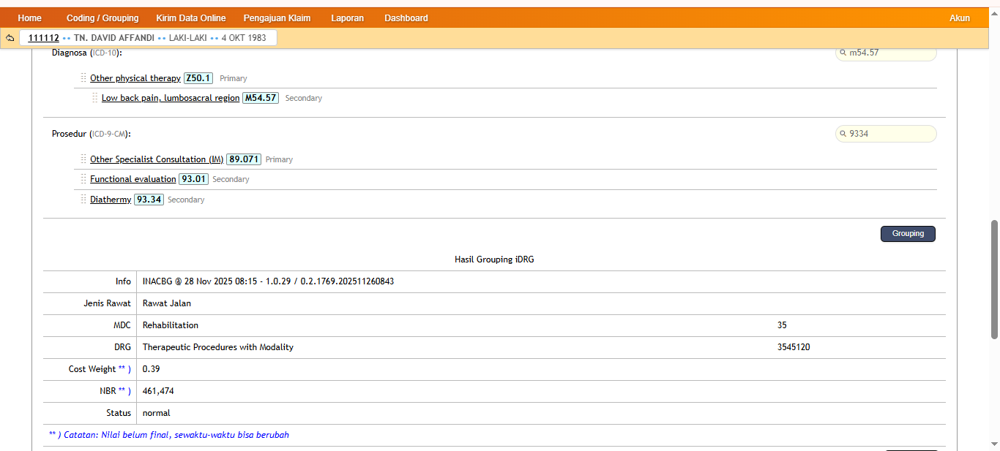 Home Coding / Grouping Kirim Data Online Pengajuan Klaim Laporan Dashboard Akun
111112 •• TN. DAVID AFFANDI •• LAKI-LAKI •• 4 OKT 1983
Diagnosa (ICD-10): m54.57
Other physical therapy Z50.1 Primary
Low back pain, lumbosacral region M54.57 Secondary
Prosedur (ICD-9-CM): 9334
Other Specialist Consultation (IM) 89.071 Primary
Functional evaluation 93.01 Secondary
Diathermy 93.34 Secondary
Grouping
Hasil Grouping iDRG
Info INACBG @ 28 Nov 2025 08:15 - 1.0.29 / 0.2.1769.202511260843
Jenis Rawat Rawat Jalan
MDC Rehabilitation 35
DRG Therapeutic Procedures with Modality 3545120
Cost Weight ** ) 0.39
NBR ** ) 461,474
Status normal
** ) Catatan: Nilai belum final, sewaktu-waktu bisa berubah